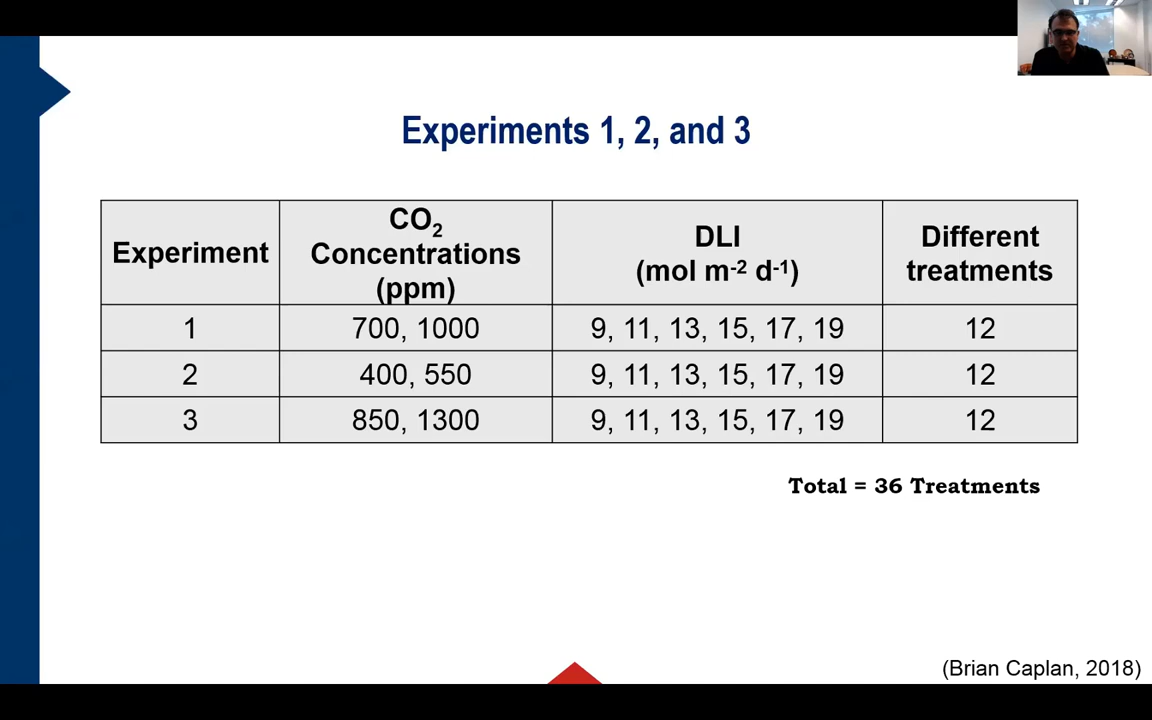 Experiments 1, 2, and 3
Experiment
CO₂
Concentrations
(ppm)
DLI
(mol m⁻² d⁻¹)
Different
treatments
1 700, 1000 9, 11, 13, 15, 17, 19 12
2 400, 550 9, 11, 13, 15, 17, 19 12
3 850, 1300 9, 11, 13, 15, 17, 19 12
Total = 36 Treatments
(Brian Caplan, 2018)